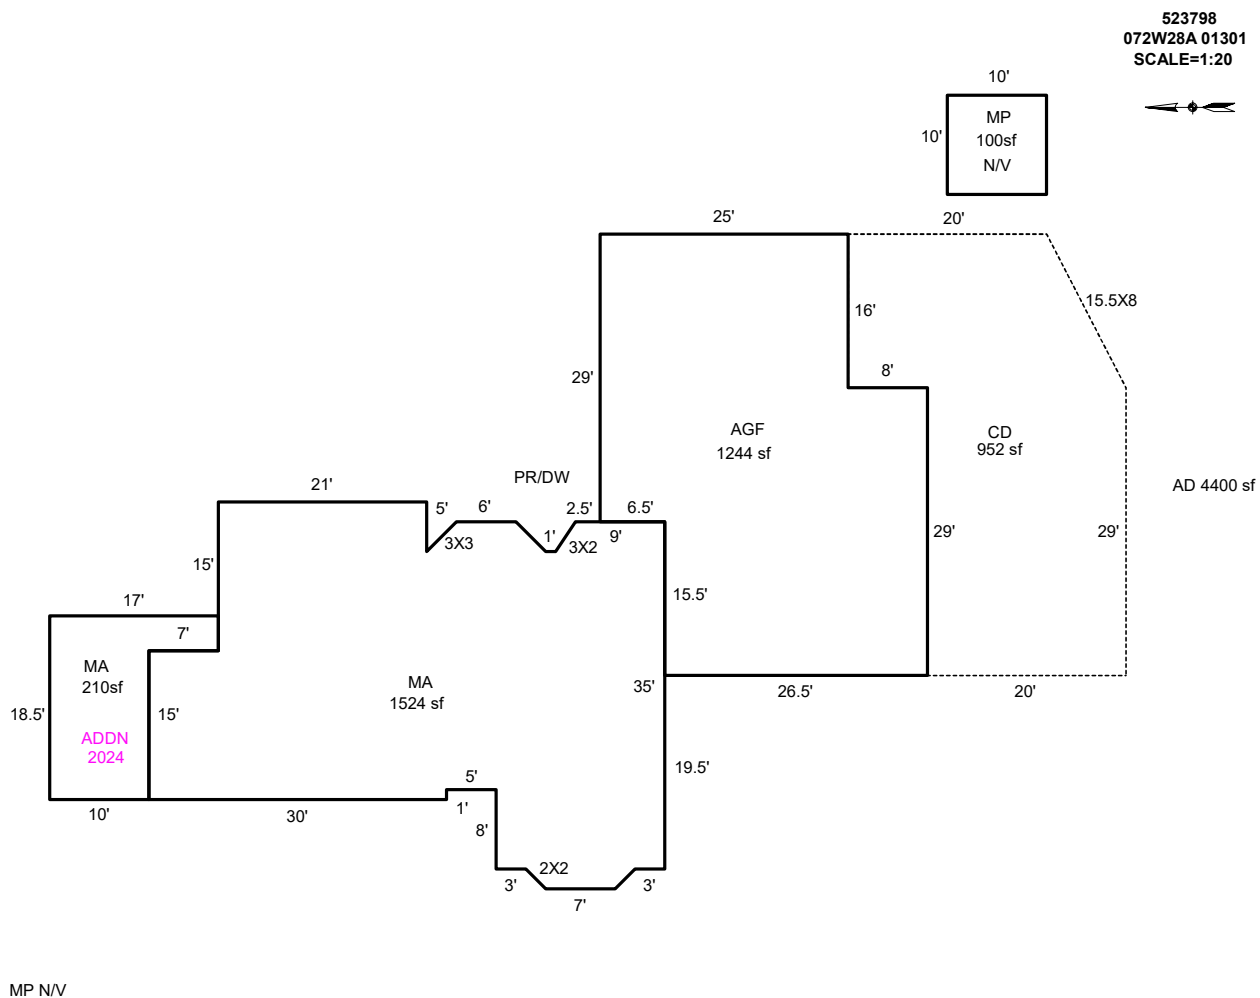 523798
072W28A 01301
SCALE=1:20
10'
10'
MP
100sf
N/V
25'
20'
15.5X8
16'
8'
29'
AGF
1244 sf
CD
952 sf
AD 4400 sf
PR/DW
21'
5'
6'
2.5'
6.5'
3X3
1'
3X2
9'
29'
29'
15'
15.5'
17'
7'
MA
210sf
MA
1524 sf
35'
26.5'
20'
18.5'
15'
ADDN
2024
19.5'
5'
10'
30'
1'
8'
2X2
3'
3'
7'
MP N/V